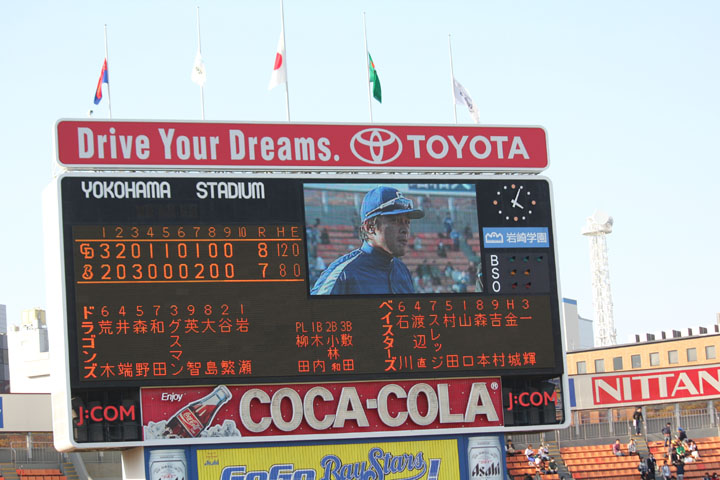 Drive Your Dreams. TOYOTA
YOKOHAMA STADIUM
1 2 3 4 5 6 7 8 9 10 R H E
3 2 0 1 0 1 0 0 8 12 0
2 0 3 0 0 0 2 0 0 7 8 0
岩崎学園
B
S
O
ドラゴンズ
6 4 5 7 3 9 8 2 1
荒木
井端
森野
和田
グスマン
英智
大島
谷繁
岩瀬
PL 1B 2B 3B
柳田
木内
小林和
敷田
ベイスターズ
6 4 7 5 1 8 9 H 3
石川
渡辺直
スレッジ
村田
山口
森本
吉村
金城
一輝
J:COM
Enjoy
COCA-COLA ®
J:COM
NITTAN
Asahi
GoGo BayStars!
Asahi